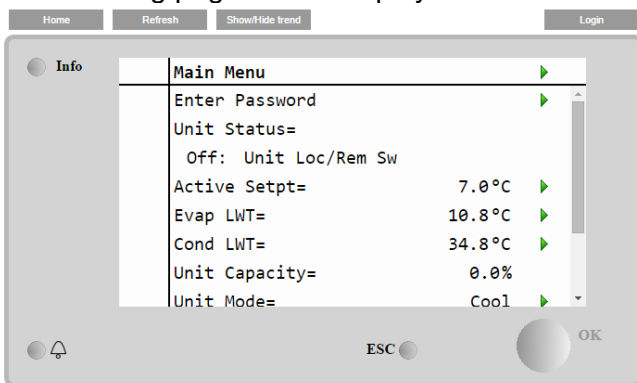 Home Refresh Show/Hide trend Login
Info
Main Menu
Enter Password
Unit Status=
Off: Unit Loc/Rem Sw
Active Setpt= 7.0°C
Evap LWT= 10.8°C
Cond LWT= 34.8°C
Unit Capacity= 0.0%
Unit Mode= Cool
ESC OK